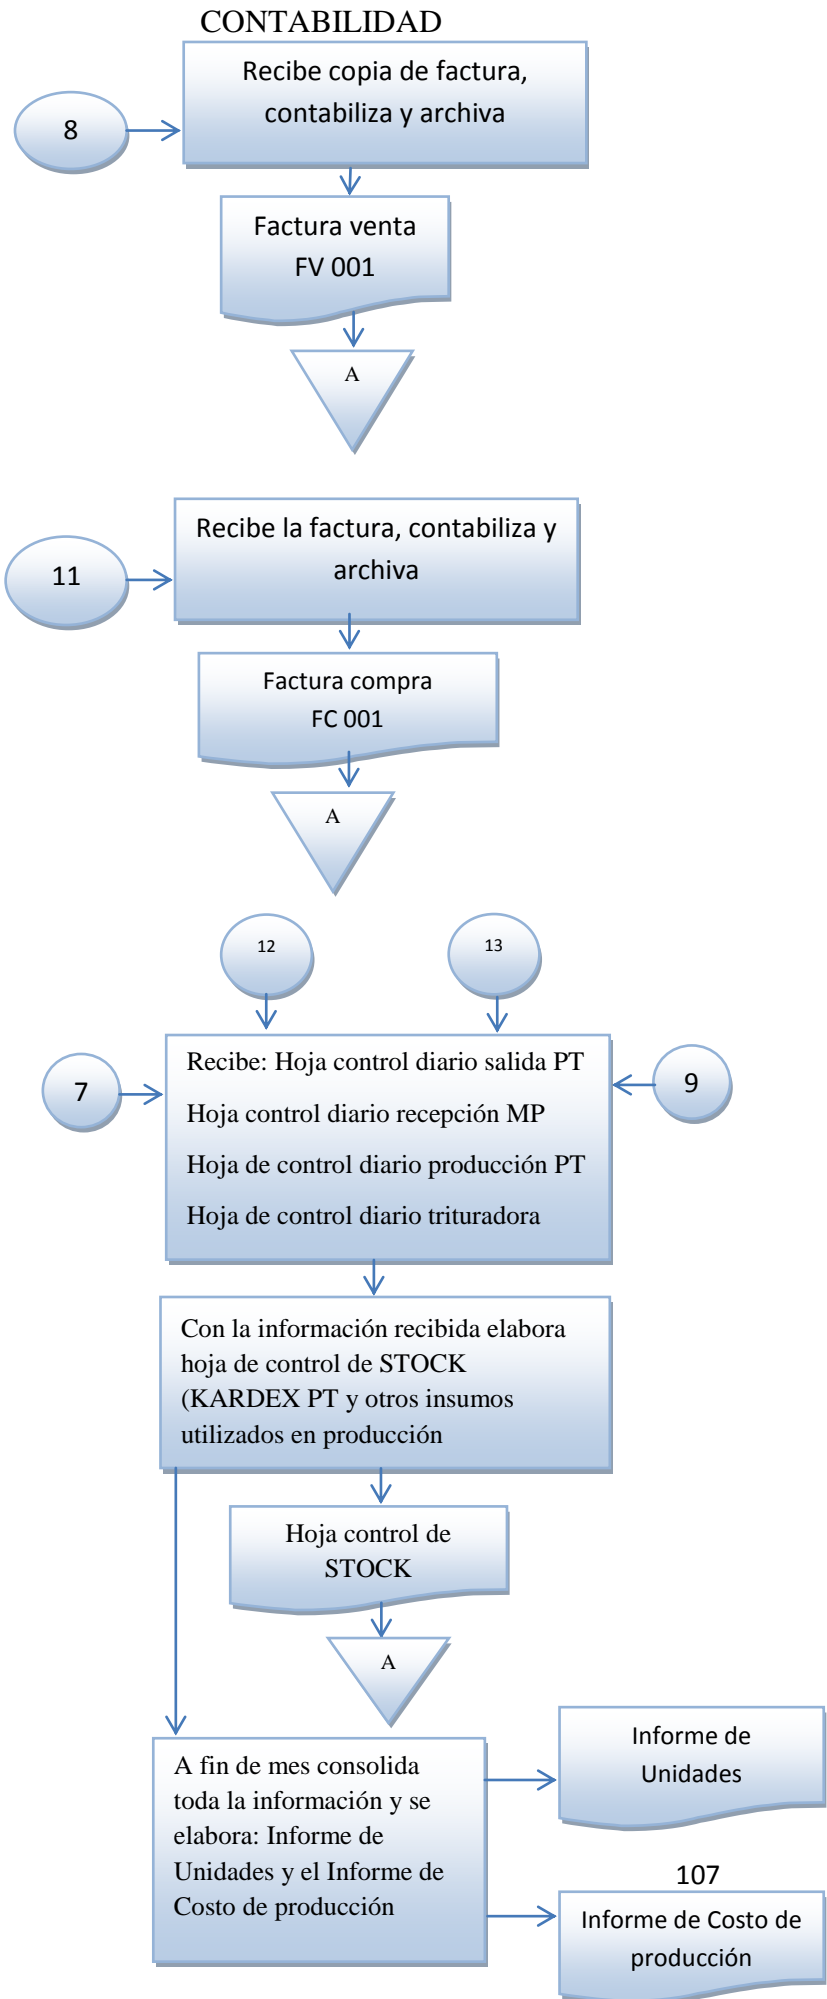 CONTABILIDAD
Recibe copia de factura,
contabiliza y archiva
8
Factura venta
FV 001
A
Recibe la factura, contabiliza y
archiva
11
Factura compra
FC 001
A
12
13
Recibe: Hoja control diario salida PT
Hoja control diario recepción MP
Hoja de control diario producción PT
Hoja de control diario trituradora
7
9
Con la información recibida elabora
hoja de control de STOCK
(KARDEX PT y otros insumos
utilizados en producción
Hoja control de
STOCK
A
A fin de mes consolida
toda la información y se
elabora: Informe de
Unidades y el Informe de
Costo de producción
Informe de
Unidades
107
Informe de Costo de
producción